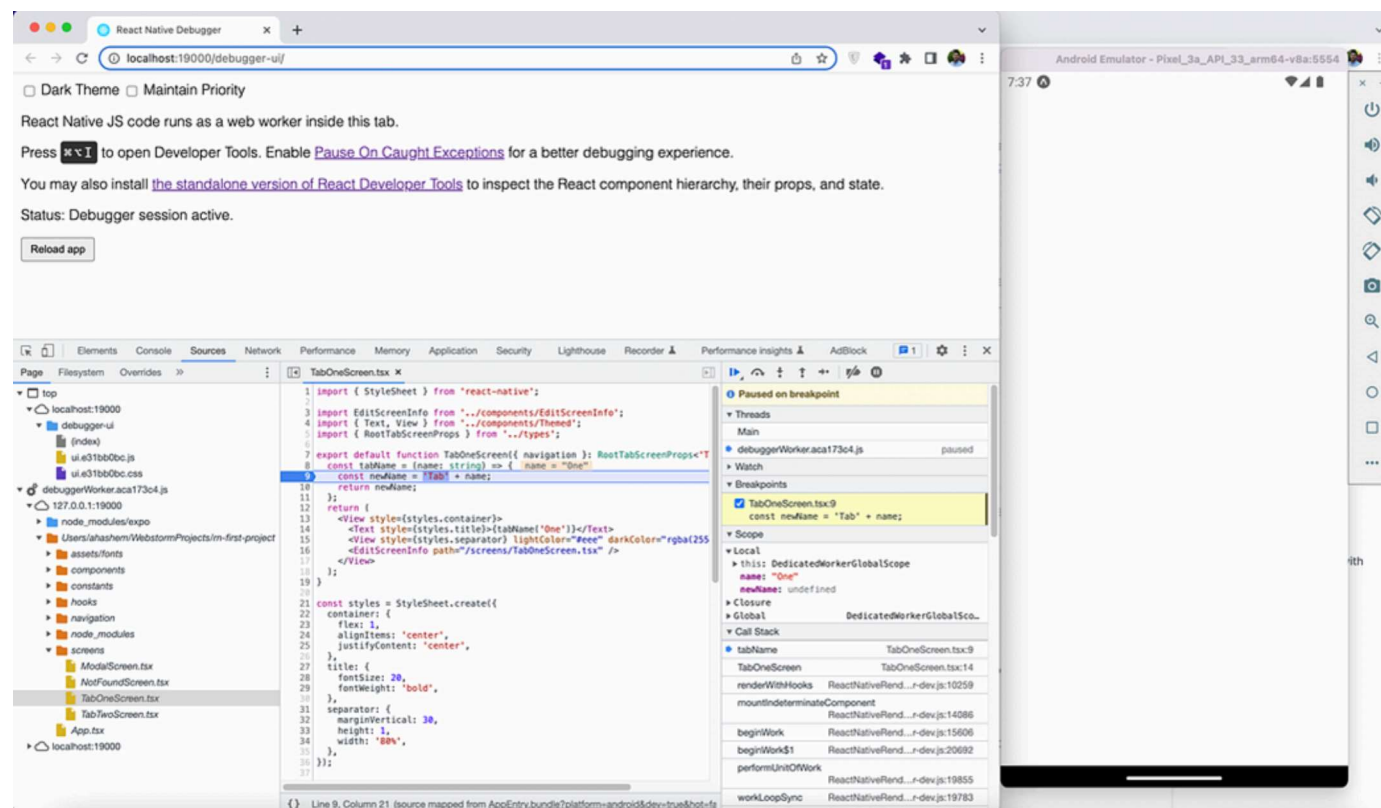 React Native Debugger
localhost:19000/debugger-ui/
Dark Theme Maintain Priority
React Native JS code runs as a web worker inside this tab.
Press ⌘⌥I to open Developer Tools. Enable Pause On Caught Exceptions for a better debugging experience.
You may also install the standalone version of React Developer Tools to inspect the React component hierarchy, their props, and state.
Status: Debugger session active.
Reload app
Android Emulator - Pixel_3a_API_33_arm64-v8a:5554
7:37
Elements Console Sources Network Performance Memory Application Security Lighthouse Recorder Performance insights AdBlock 1
Page Filesystem Overrides »
top
localhost:19000
debugger-ui
(index)
ui.e31bb0bc.js
ui.e31bb0bc.css
debuggerWorker.aca173c4.js
127.0.0.1:19000
node_modules/expo
Users/ahashem/WebstormProjects/rn-first-project
assets/fonts
components
constants
hooks
navigation
node_modules
screens
ModalScreen.tsx
NotFoundScreen.tsx
TabOneScreen.tsx
TabTwoScreen.tsx
App.tsx
localhost:19000
TabOneScreen.tsx
1 import { StyleSheet } from 'react-native';
2
3 import EditScreenInfo from '../components/EditScreenInfo';
4 import { Text, View } from '../components/Themed';
5 import { RootTabScreenProps } from '../types';
6
7 export default function TabOneScreen({ navigation }: RootTabScreenProps<"T
8 const tabName = (name: string) => { name = "One"
9 const newName = 'Tab' + name;
10 return newName;
11 };
12 return (
13 <View style={styles.container}>
14 <Text style={styles.title}>{tabName('One')}</Text>
15 <View style={styles.separator} lightColor="#eee" darkColor="rgba(255
16 <EditScreenInfo path="/screens/TabOneScreen.tsx" />
17 </View>
18 );
19 }
20
21 const styles = StyleSheet.create({
22 container: {
23 flex: 1,
24 alignItems: 'center',
25 justifyContent: 'center',
26 },
27 title: {
28 fontSize: 20,
29 fontWeight: 'bold',
30 },
31 separator: {
32 marginVertical: 30,
33 height: 1,
34 width: '80%',
35 },
36 });
37
{} Line 9, Column 21 (source mapped from AppEntry.bundle?platform=android&dev=true&hot=fa
Paused on breakpoint
Threads
Main
debuggerWorker.aca173c4.js paused
Watch
Breakpoints
TabOneScreen.tsx:9
const newName = "Tab" + name;
Scope
Local
this: DedicatedWorkerGlobalScope
name: "One"
newName: undefined
Closure
Global DedicatedWorkerGlobalSco…
Call Stack
tabName TabOneScreen.tsx:9
TabOneScreen TabOneScreen.tsx:14
renderWithHooks ReactNativeRend…r-dev.js:10259
mountIndeterminateComponent
ReactNativeRend…r-dev.js:14086
beginWork ReactNativeRend…r-dev.js:15606
beginWork$1 ReactNativeRend…r-dev.js:20692
performUnitOfWork
ReactNativeRend…r-dev.js:19855
workLoopSync ReactNativeRend…r-dev.js:19783
ith